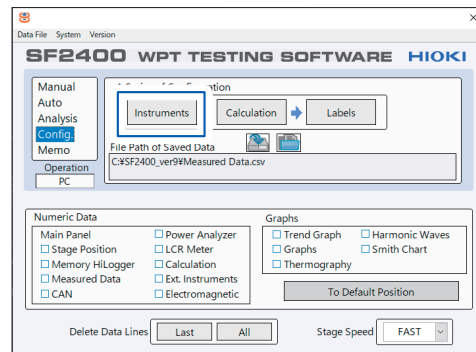 Data File System Version
SF2400 WPT TESTING SOFTWARE HIOKI
Manual
Auto
Analysis
Config.
Memo
Operation
PC
Configuration
Instruments
Calculation
Labels
File Path of Saved Data
C:¥SF2400_ver9¥Measured Data.csv
Numeric Data
Main Panel
Stage Position
Memory HiLogger
Measured Data
CAN
Power Analyzer
LCR Meter
Calculation
Ext. Instruments
Electromagnetic
Graphs
Trend Graph
Graphs
Thermography
Harmonic Waves
Smith Chart
To Default Position
Delete Data Lines Last All
Stage Speed FAST